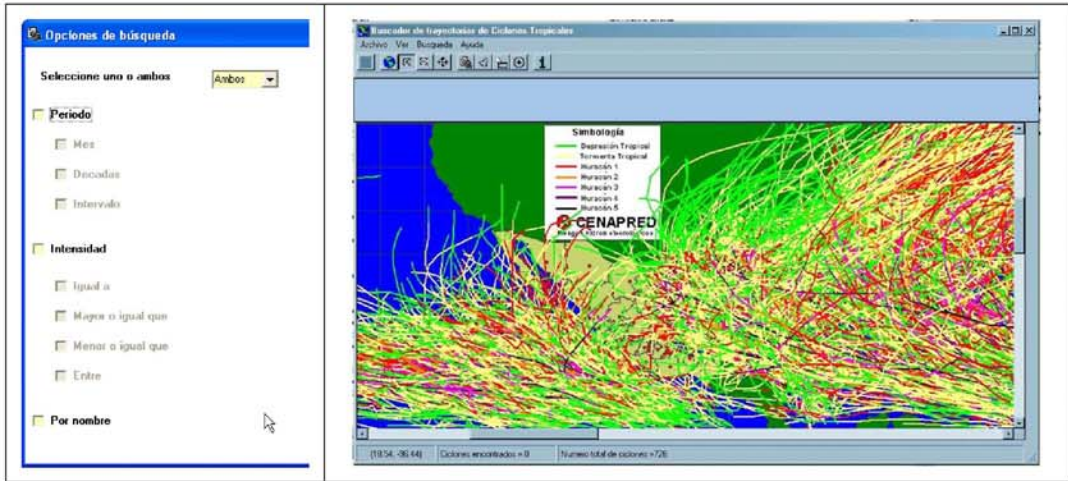 Opciones de búsqueda
Seleccione uno o ambos
Ambos
Periodo
Mes
Decadas
Intervalo
Intensidad
Igual a
Mayor o igual que
Menor o igual que
Entre
Por nombre
Buscador de trayectorias de Ciclones Tropicales
Archivo Ver Busqueda Ayuda
Simbología
Depresión Tropical
Tormenta Tropical
Huracán 1
Huracán 2
Huracán 3
Huracán 4
Huracán 5
CENAPRED
Ciclones encontrados = 0
Numero total de ciclones =726